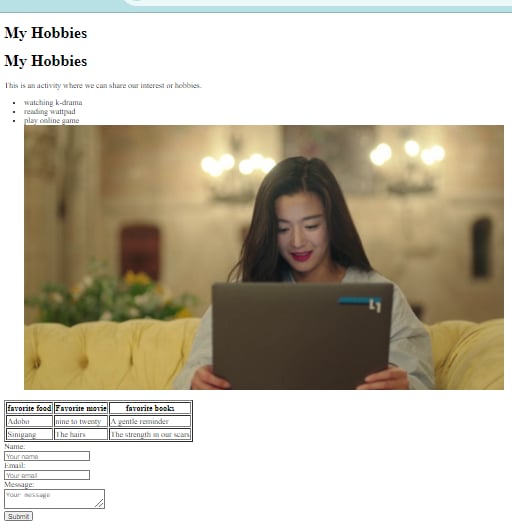 My Hobbies
My Hobbies
This is an activity where we can share our interest or hobbies.
watching k-drama
reading wattpad
play online game
favorite food Favorite movie favorite books
Adobo nine to twenty A gentle reminder
Sinigang The hairs The strength in our scars
Name:
Your name
Email:
Your email
Message:
Your message
Submit